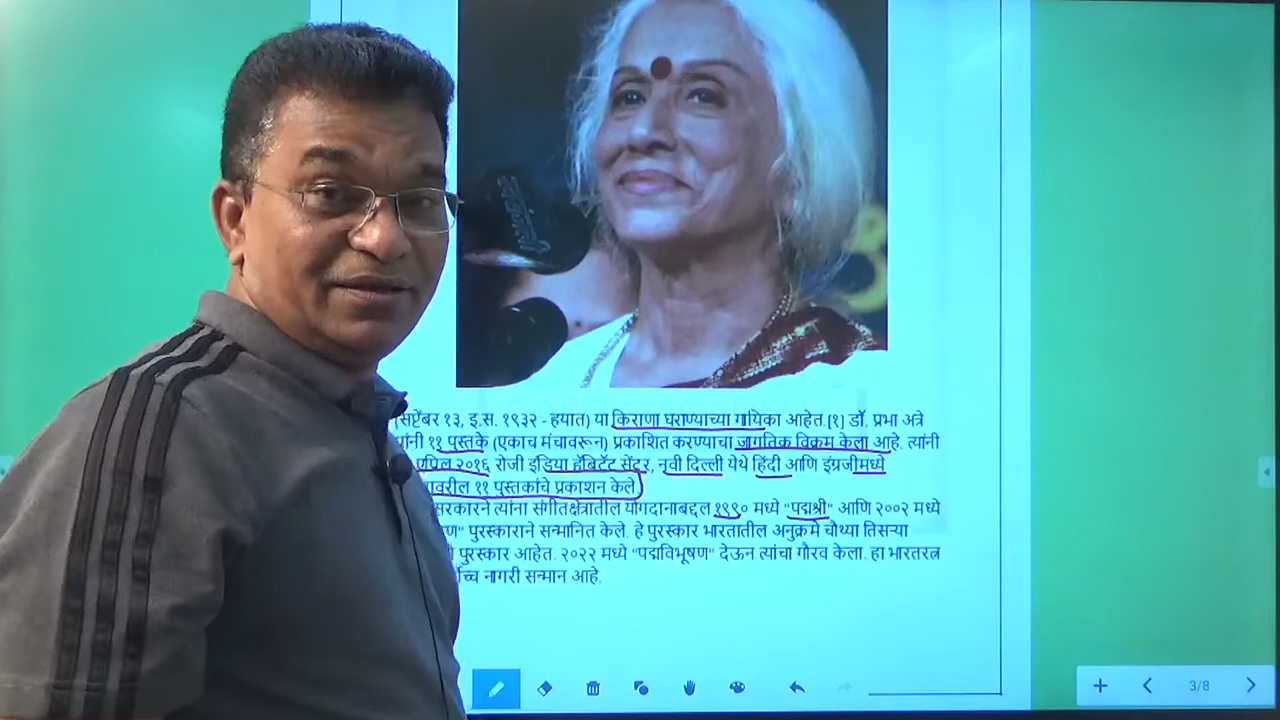 (सप्टेंबर १३, इ.स. १९३२ - हयात) या किराणा घराण्याच्या गायिका आहेत.[१] डॉ. प्रभा अत्रे
यांनी ११ पुस्तके (एकाच मंचावरून) प्रकाशित करण्याचा जागतिक विक्रम केला आहे. त्यांनी
एप्रिल २०१६ रोजी इंडिया हॅबिटॅट सेंटर, नवी दिल्ली येथे हिंदी आणि इंग्रजीमध्ये
वरील ११ पुस्तकांचे प्रकाशन केले.
सरकारने त्यांना संगीतक्षेत्रातील योगदानाबद्दल १९९० मध्ये "पद्मश्री" आणि २००२ मध्ये
ण" पुरस्काराने सन्मानित केले. हे पुरस्कार भारतातील अनुक्रमे चौथ्या तिसऱ्या
पुरस्कार आहेत. २०२२ मध्ये "पद्मविभूषण" देऊन त्यांचा गौरव केला. हा भारतरत्न
च्च नागरी सन्मान आहे.
3/8